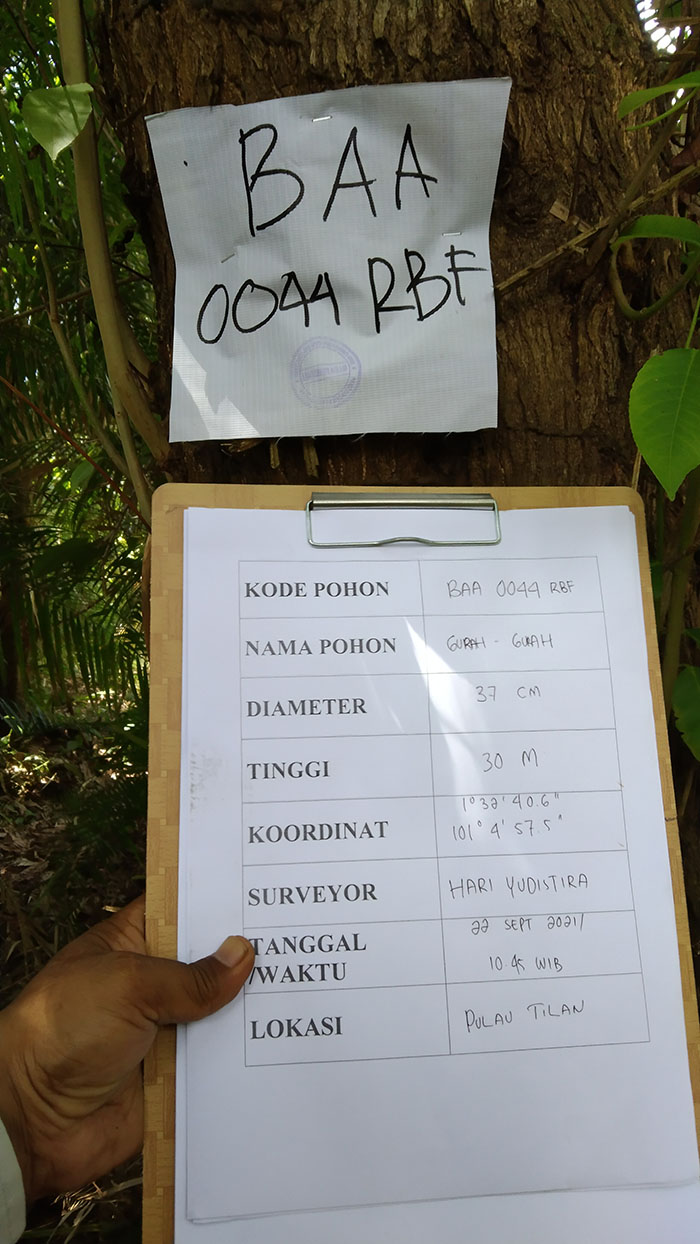 BAA
0044 RBF
KODE POHON BAA 0044 RBF
NAMA POHON GURAH - GURAH
DIAMETER 37 CM
TINGGI 30 M
KOORDINAT 1° 32' 40.6"
101° 4' 57.5"
SURVEYOR HARI YUDISTIRA
TANGGAL 22 SEPT 2021/
/WAKTU 10.45 WIB
LOKASI PULAU TILAN